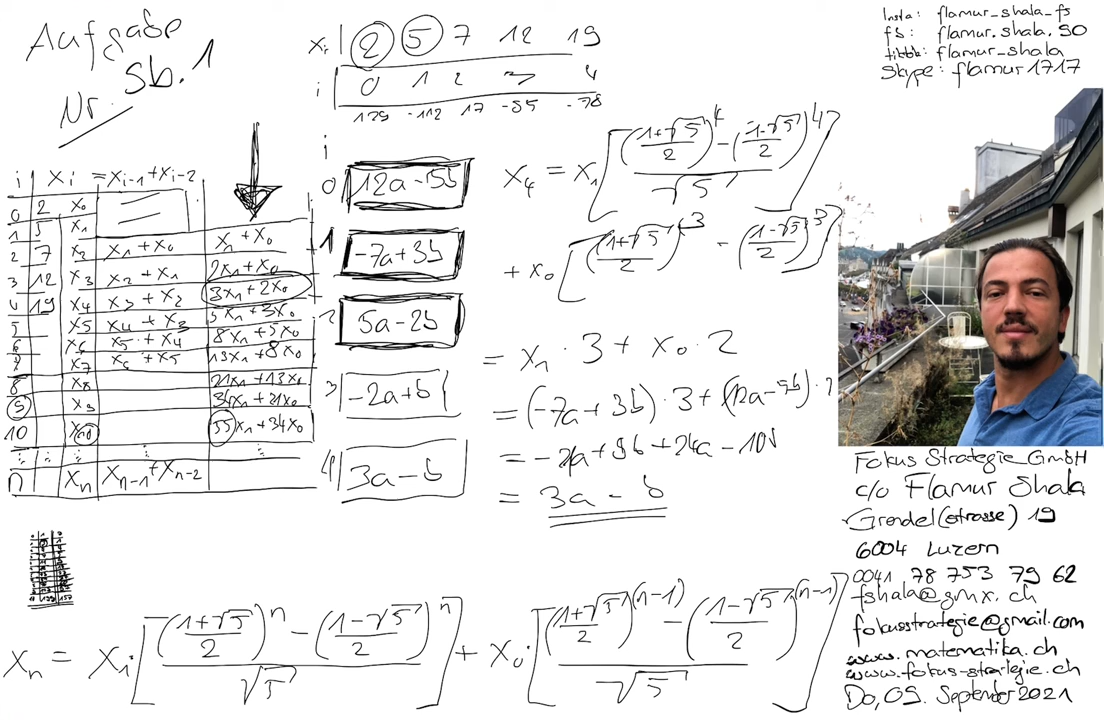 Aufgabe
Nr. 5b.1
xi | 2 5 7 12 19
i | 0 1 2 3 4
129 -112 17 -95 -78
i | xi = xi-1+xi-2
0 | 2 | x0
1 | 5 | x1
2 | 7 | x2 | x1 + x0 | x1 + x0
3 | 12 | x3 | x2 + x1 | 2x1 + x0
4 | 19 | x4 | x3 + x2 | 3x1 + 2x0
5 | x5 | x4 + x3 | 5x1 + 3x0
6 | x6 | x5 + x4 | 8x1 + 5x0
7 | x7 | x6 + x5 | 13x1 + 8x0
8 | x8 | 21x1 + 13x0
9 | x9 | 34x1 + 21x0
10 | x10 | 55x1 + 34x0
⋮ ⋮ ⋮ ⋮ ⋮
n | xn | xn-1 + xn-2
i
0 | 12a-5b
1 | -7a+3b
2 | 5a-2b
3 | -2a+b
4 | 3a-b
x4 = x1 [(((1+√5)/2)^4 - ((1-√5)/2)^4)/√5]
+ x0 [((1+√5)/2)^3 - ((1-√5)/2)^3]
= x1 · 3 + x0 · 2
= (-7a+3b) · 3 + (12a-5b) · 2
= -21a + 9b + 24a - 10b
= 3a - b
xn = x1 · [(((1+√5)/2)^n - ((1-√5)/2)^n)/√5] + x0 · [(((1+√5)/2)^(n-1) - ((1-√5)/2)^(n-1))/√5]
Insta: flamur_shala_fs
fb: flamur.shala.90
tiktok: flamur_shala
Skype: flamur1717
Fokus Strategie GmbH
c/o Flamur Shala
Grendel(strasse) 19
6004 Luzern
0041 78 753 79 62
fshala@gmx.ch
fokusstrategie@gmail.com
www.matematika.ch
www.fokus-strategie.ch
Do, 09. September 2021